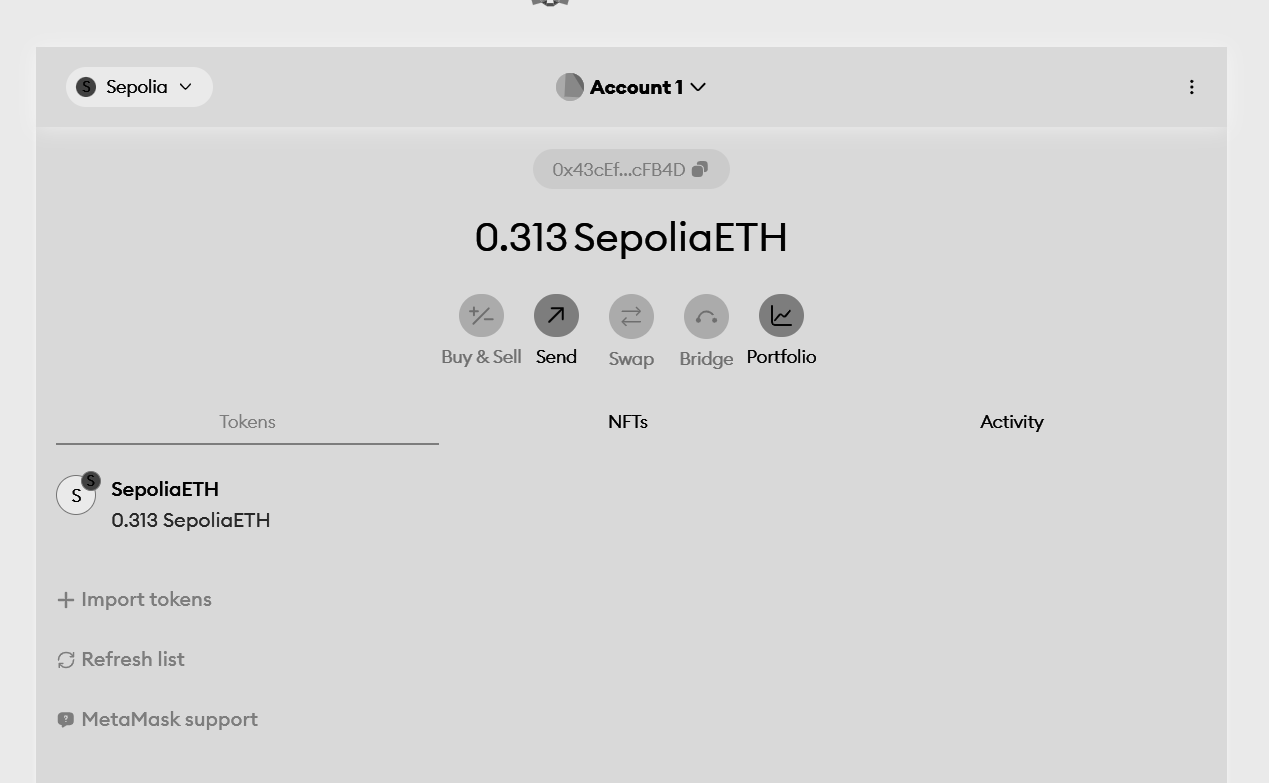 S Sepolia
Account 1
0x43cEf...cFB4D
0.313 SepoliaETH
Buy & Sell
Send
Swap
Bridge
Portfolio
Tokens
NFTs
Activity
S
S
SepoliaETH
0.313 SepoliaETH
Import tokens
Refresh list
MetaMask support